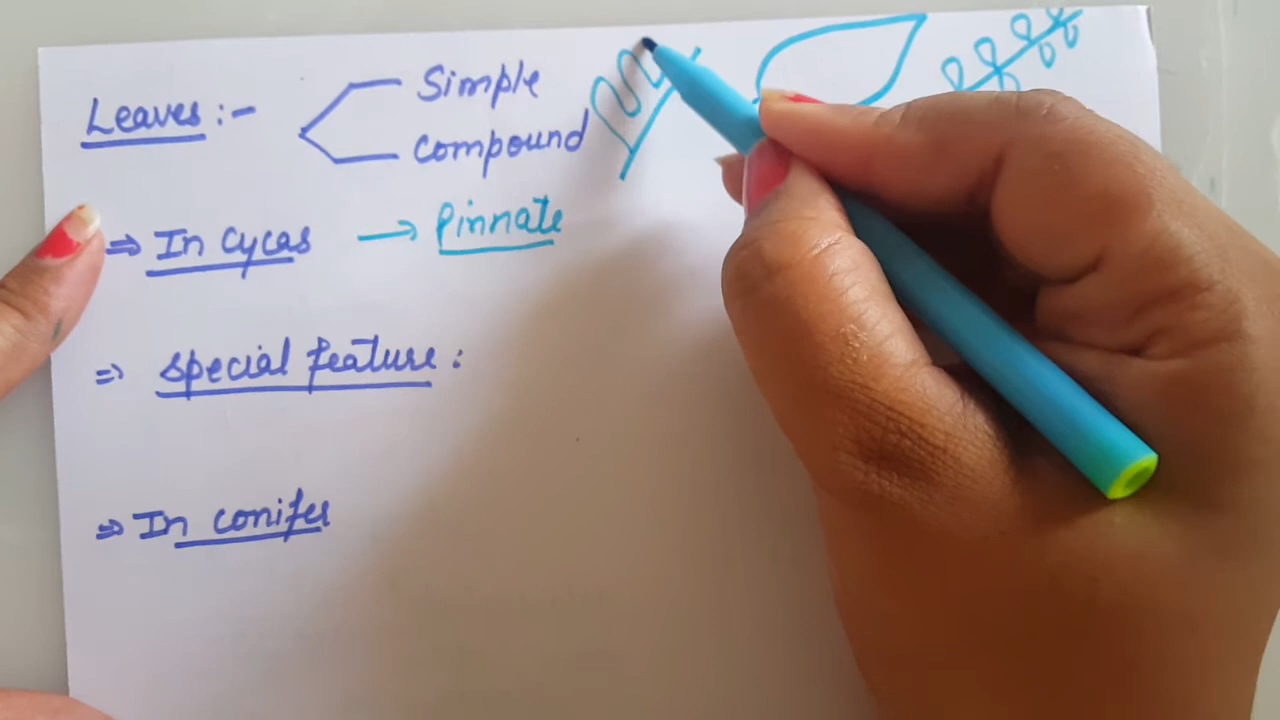 Leaves :-
Simple
compound
⇒ In Cycas → Pinnate
⇒ special feature :
⇒ In conifer